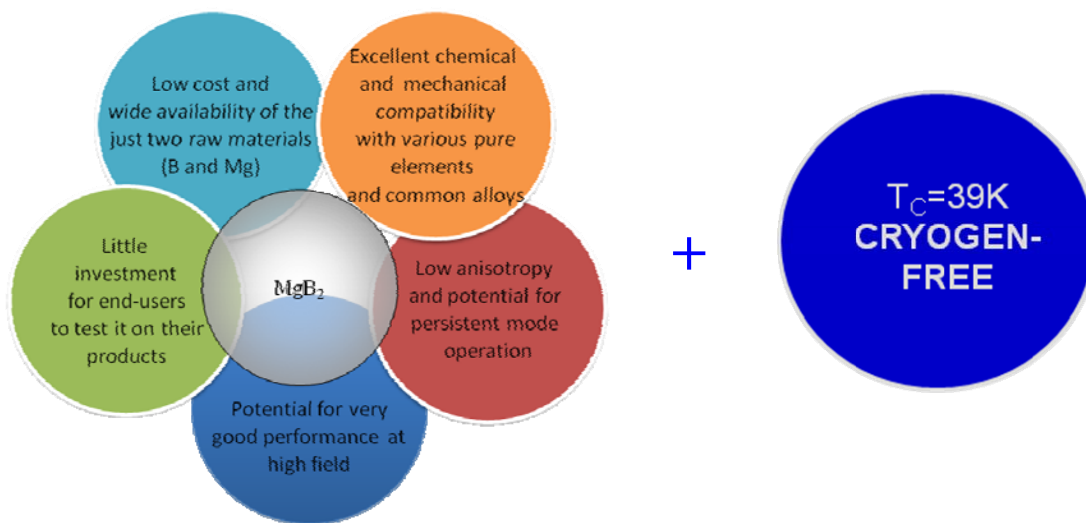 Low cost and
wide availability of the
just two raw materials
(B and Mg)
Excellent chemical
and mechanical
compatibility
with various pure
elements
and common alloys
Little
investment
for end-users
to test it on their
products
MgB₂
Low anisotropy
and potential for
persistent mode
operation
Potential for very
good performance at
high field
+
T_C=39K
CRYOGEN-
FREE